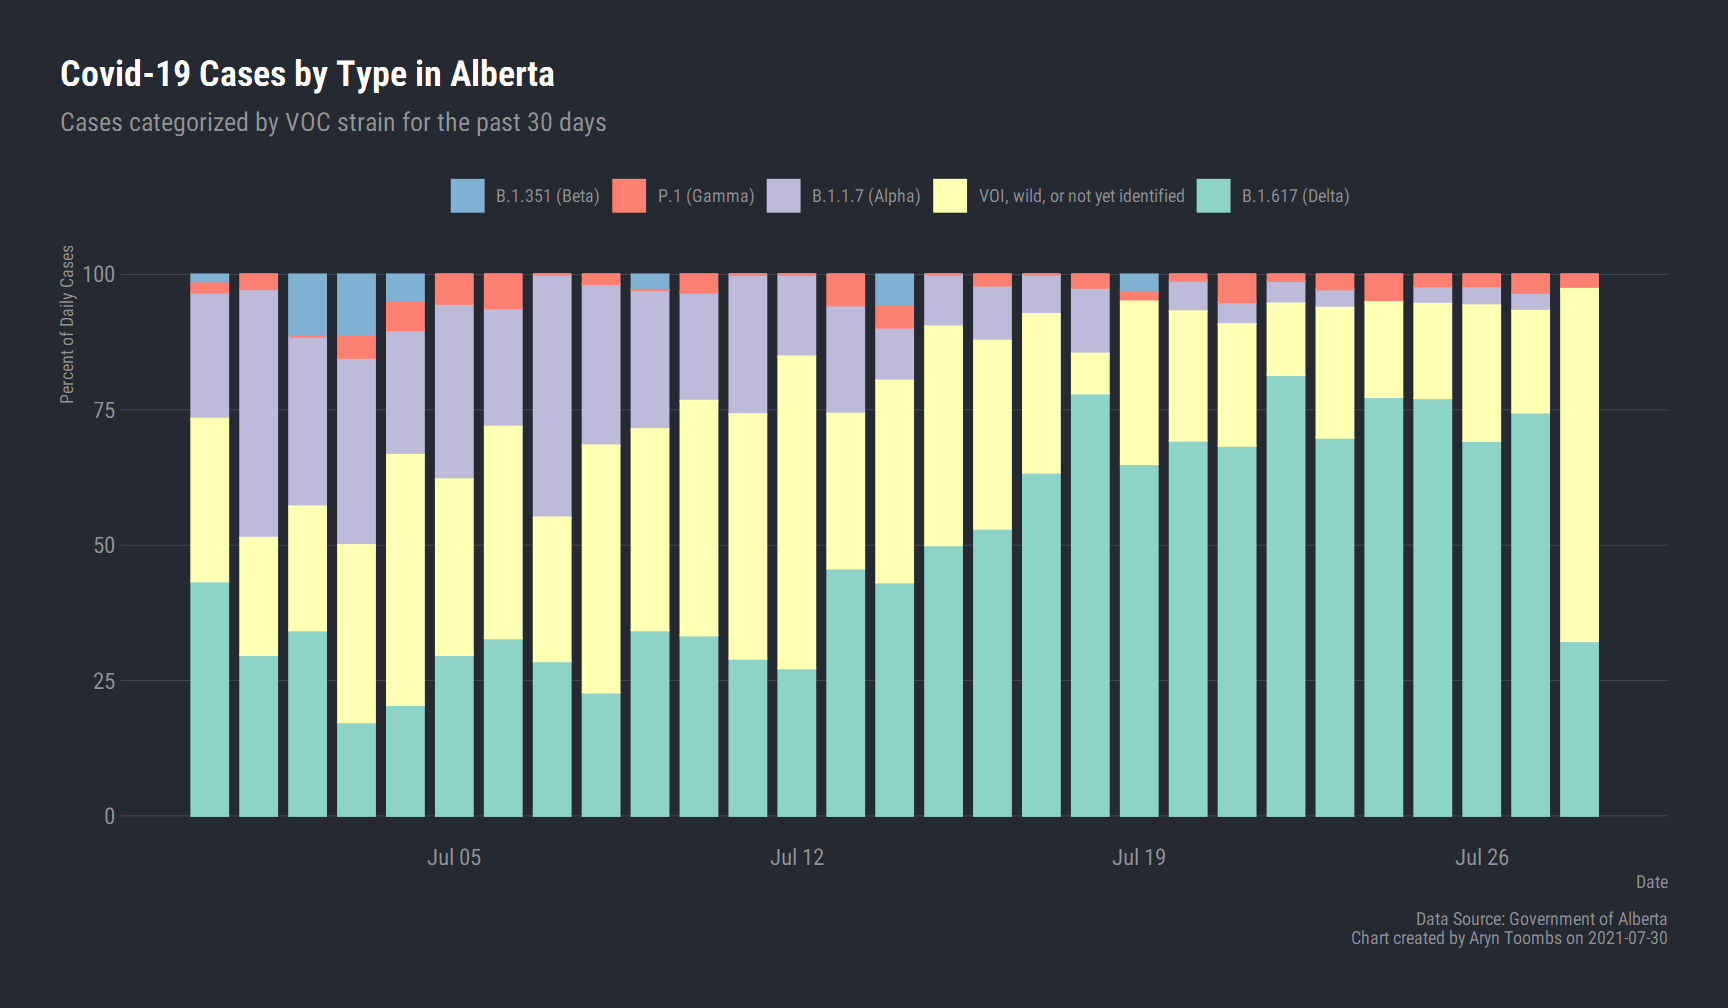 Covid-19 Cases by Type in Alberta
Cases categorized by VOC strain for the past 30 days
B.1.351 (Beta) P.1 (Gamma) B.1.1.7 (Alpha) VOI, wild, or not yet identified B.1.617 (Delta)
Percent of Daily Cases
100
75
50
25
0
Jul 05 Jul 12 Jul 19 Jul 26
Date
Data Source: Government of Alberta
Chart created by Aryn Toombs on 2021-07-30